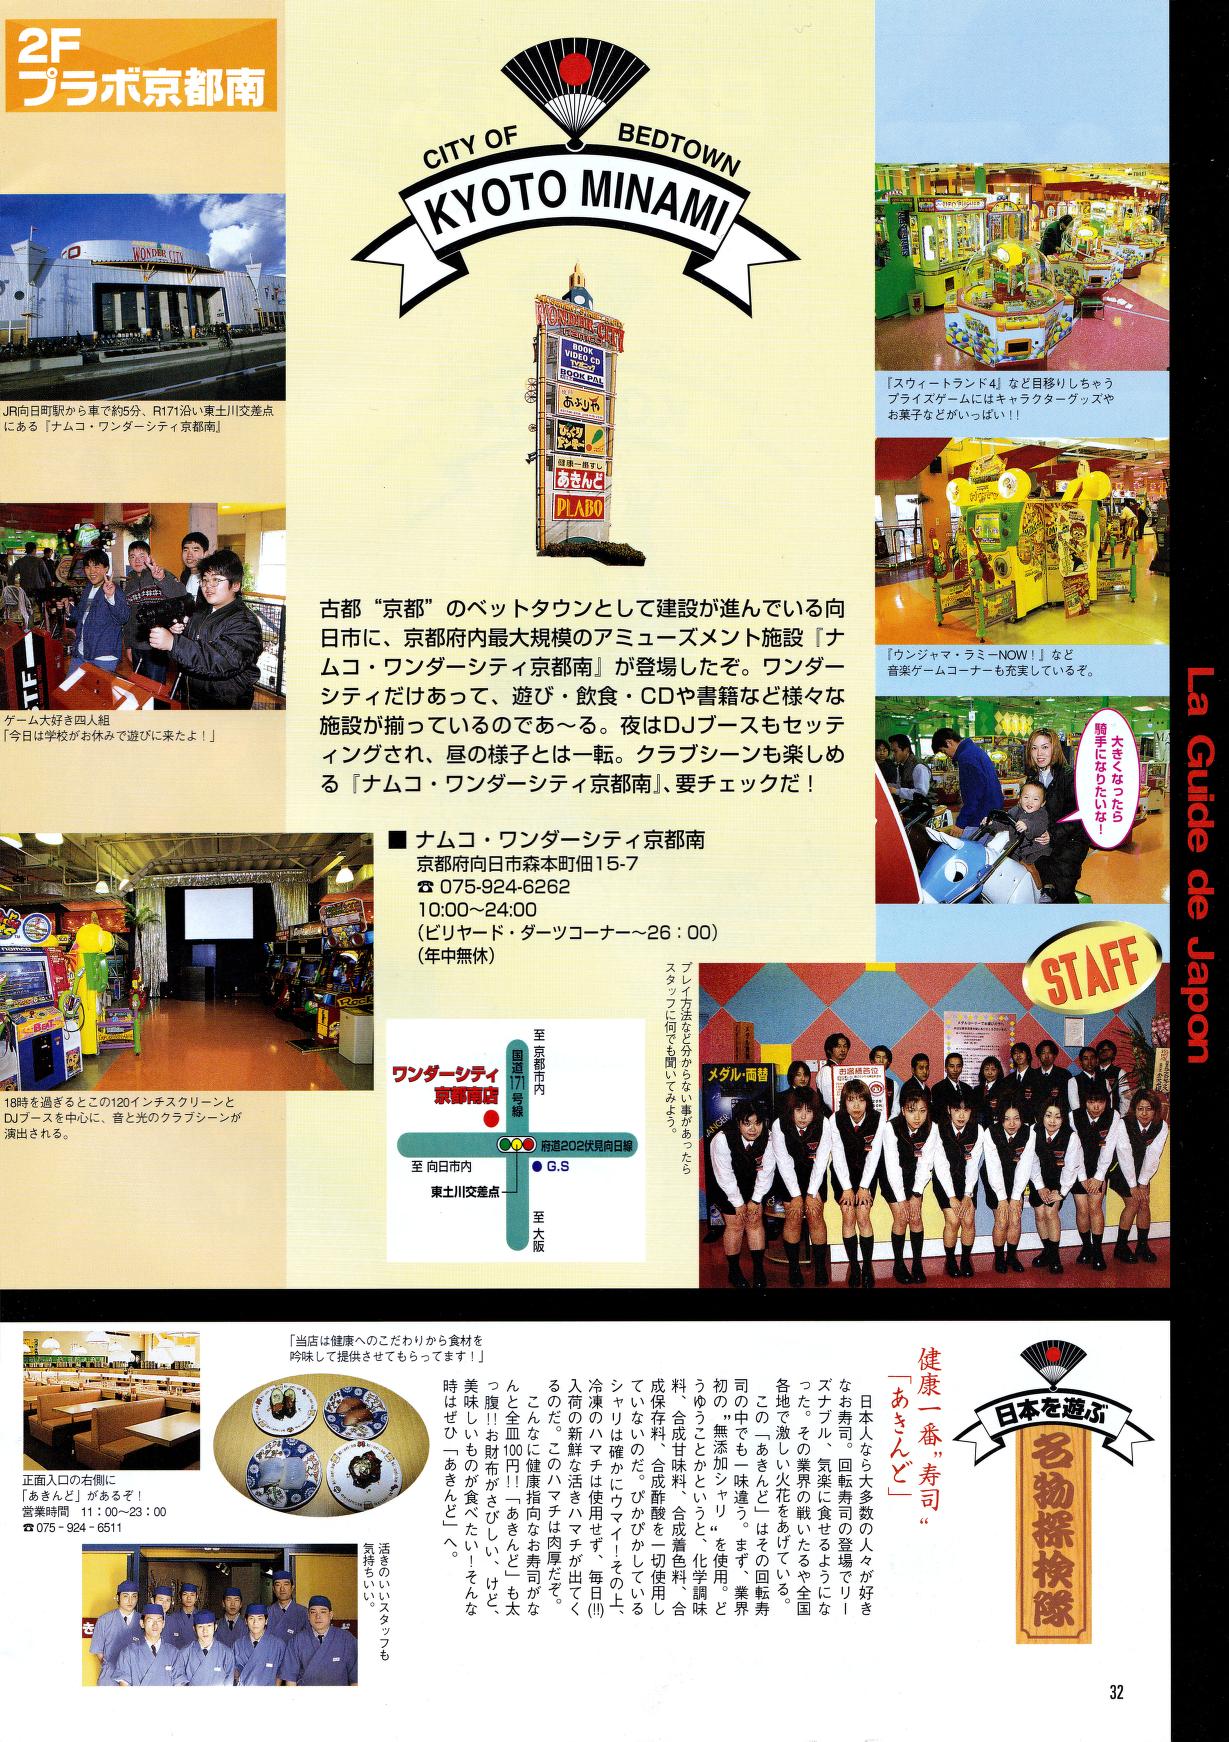 2F
プラボ京都南
CITY OF BEDTOWN
KYOTO MINAMI
WONDER CITY
WONDER CITY
BOOK
VIDEO CD
BOOK PAL
あぶりや
びっくり
ドンキー
健康一番すし
あきんど
PLABO
JR向日町駅から車で約5分、R171沿い東土川交差点
にある『ナムコ・ワンダーシティ京都南』
ゲーム大好き四人組
「今日は学校がお休みで遊びに来たよ！」
古都“京都”のベットタウンとして建設が進んでいる向
日市に、京都府内最大規模のアミューズメント施設『ナ
ムコ・ワンダーシティ京都南』が登場したぞ。ワンダー
シティだけあって、遊び・飲食・CDや書籍など様々な
施設が揃っているのであ〜る。夜はDJブースもセッテ
ィングされ、昼の様子とは一転。クラブシーンも楽しめ
る『ナムコ・ワンダーシティ京都南』、要チェックだ！
『スウィートランド4』など目移りしちゃう
プライズゲームにはキャラクターグッズや
お菓子などがいっぱい！！
『ウンジャマ・ラミーNOW！』など
音楽ゲームコーナーも充実しているぞ。
大きくなったら
騎手になりたいな！
La Guide de Japon
■ ナムコ・ワンダーシティ京都南
京都府向日市森本町佃15-7
☎ 075-924-6262
10:00〜24:00
（ビリヤード・ダーツコーナー〜26：00）
（年中無休）
namco
18時を過ぎるとこの120インチスクリーンと
DJブースを中心に、音と光のクラブシーンが
演出される。
至 京都市内
国道171号線
ワンダーシティ
京都南店
府道202伏見向日線
至 向日市内
● G.S
東土川交差点
至 大阪
プレイ方法など分からない事があったら
スタッフに何でも聞いてみよう。
STAFF
メダル・両替
「当店は健康へのこだわりから食材を
吟味して提供させてもらってます！」
正面入口の右側に
「あきんど」があるぞ！
営業時間　11：00〜23：00
☎075－924－6511
活きのいいスタッフも
気持ちいい。
日本を遊ぶ
名物探検隊
健康一番”寿司“
「あきんど」
日本人なら大多数の人々が好き
なお寿司。回転寿司の登場でリー
ズナブル、気楽に食せるようにな
った。その業界の戦いたるや全国
各地で激しい火花をあげている。
この「あきんど」はその回転寿
司の中でも一味違う。まず、業界
初の”無添加シャリ“を使用。ど
うゆうことかというと、化学調味
料、合成甘味料、合成着色料、合
成保存料、合成酢酸を一切使用し
ていないのだ。ぴかぴかしている
シャリは確かにウマイ！その上、
冷凍のハマチは使用せず、毎日(!!)
入荷の新鮮な活きハマチが出てく
るのだ。このハマチは肉厚だぞ。
こんなに健康指向なお寿司がな
んと全皿100円！！「あきんど」も太
っ腹！！お財布がさびしい、けど、
美味しいものが食べたい！そんな
時はぜひ「あきんど」へ。
32